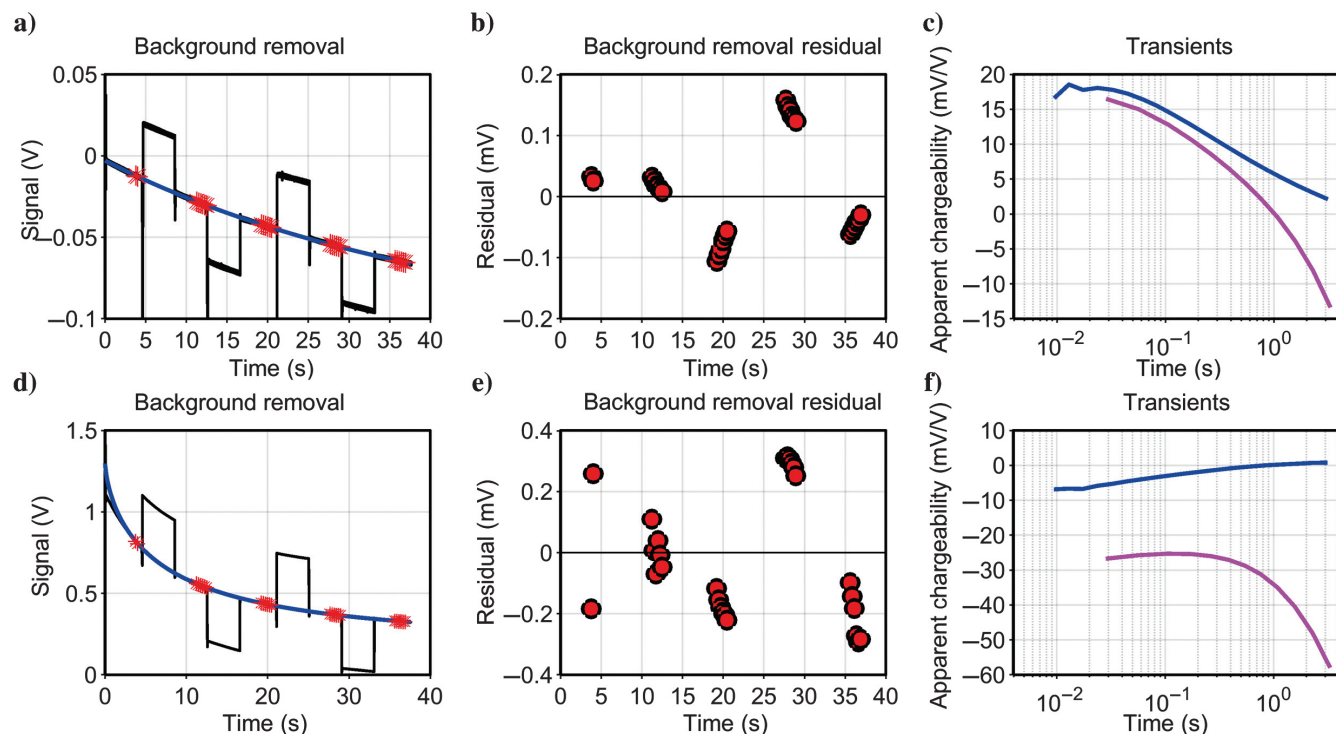 a)
Background removal
Signal (V)
0.05
0
–0.05
–0.1
0 5 10 15 20 25 30 35 40
Time (s)
b)
Background removal residual
Residual (mV)
0.2
0.1
0
–0.1
–0.2
0 5 10 15 20 25 30 35 40
Time (s)
c)
Transients
Apparent chargeability (mV/V)
20
15
10
5
0
–5
–10
–15
10–2 10–1 100
Time (s)
d)
Background removal
Signal (V)
1.5
1
0.5
0
0 10 20 30 40
Time (s)
e)
Background removal residual
Residual (mV)
0.4
0.2
0
–0.2
–0.4
0 5 10 15 20 25 30 35 40
Time (s)
f)
Transients
Apparent chargeability (mV/V)
10
0
–10
–20
–30
–40
–50
–60
10–2 10–1 100
Time (s)